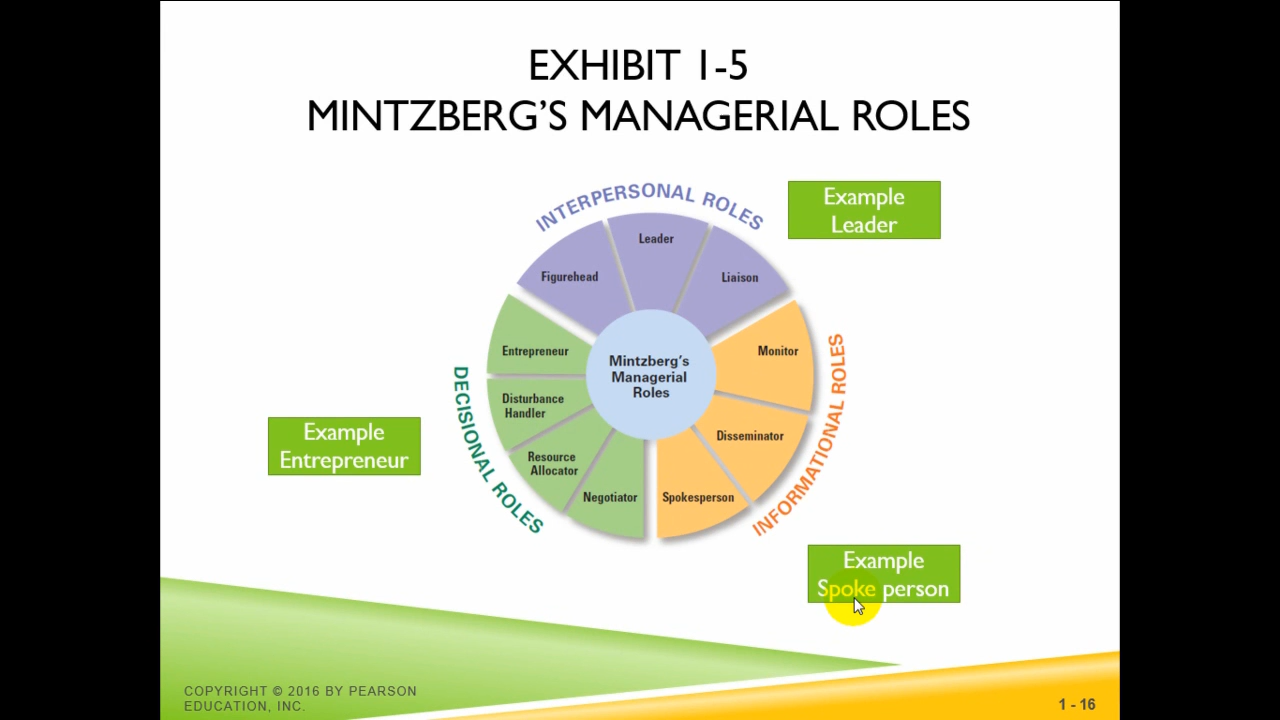 EXHIBIT 1-5
MINTZBERG'S MANAGERIAL ROLES
INTERPERSONAL ROLES
Example
Leader
Leader
Figurehead
Liaison
Entrepreneur
Monitor
Mintzberg's
Managerial
Roles
DECISIONAL ROLES
INFORMATIONAL ROLES
Disturbance
Handler
Example
Entrepreneur
Disseminator
Resource
Allocator
Negotiator
Spokesperson
Example
Spoke person
COPYRIGHT © 2016 BY PEARSON
EDUCATION, INC.
1 - 16